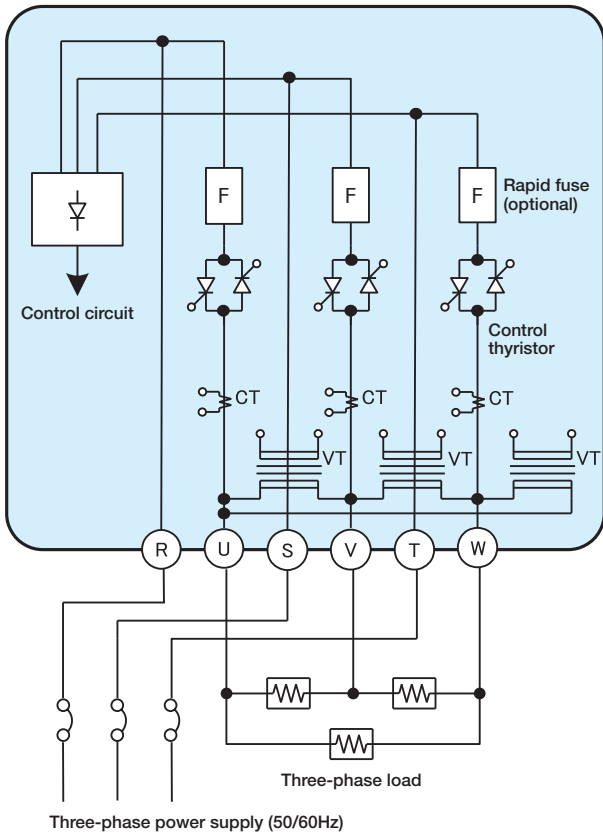 F
F
F
Rapid fuse
(optional)
Control circuit
Control
thyristor
CT
CT
CT
VT
VT
VT
R
U
S
V
T
W
Three-phase load
Three-phase power supply (50/60Hz)